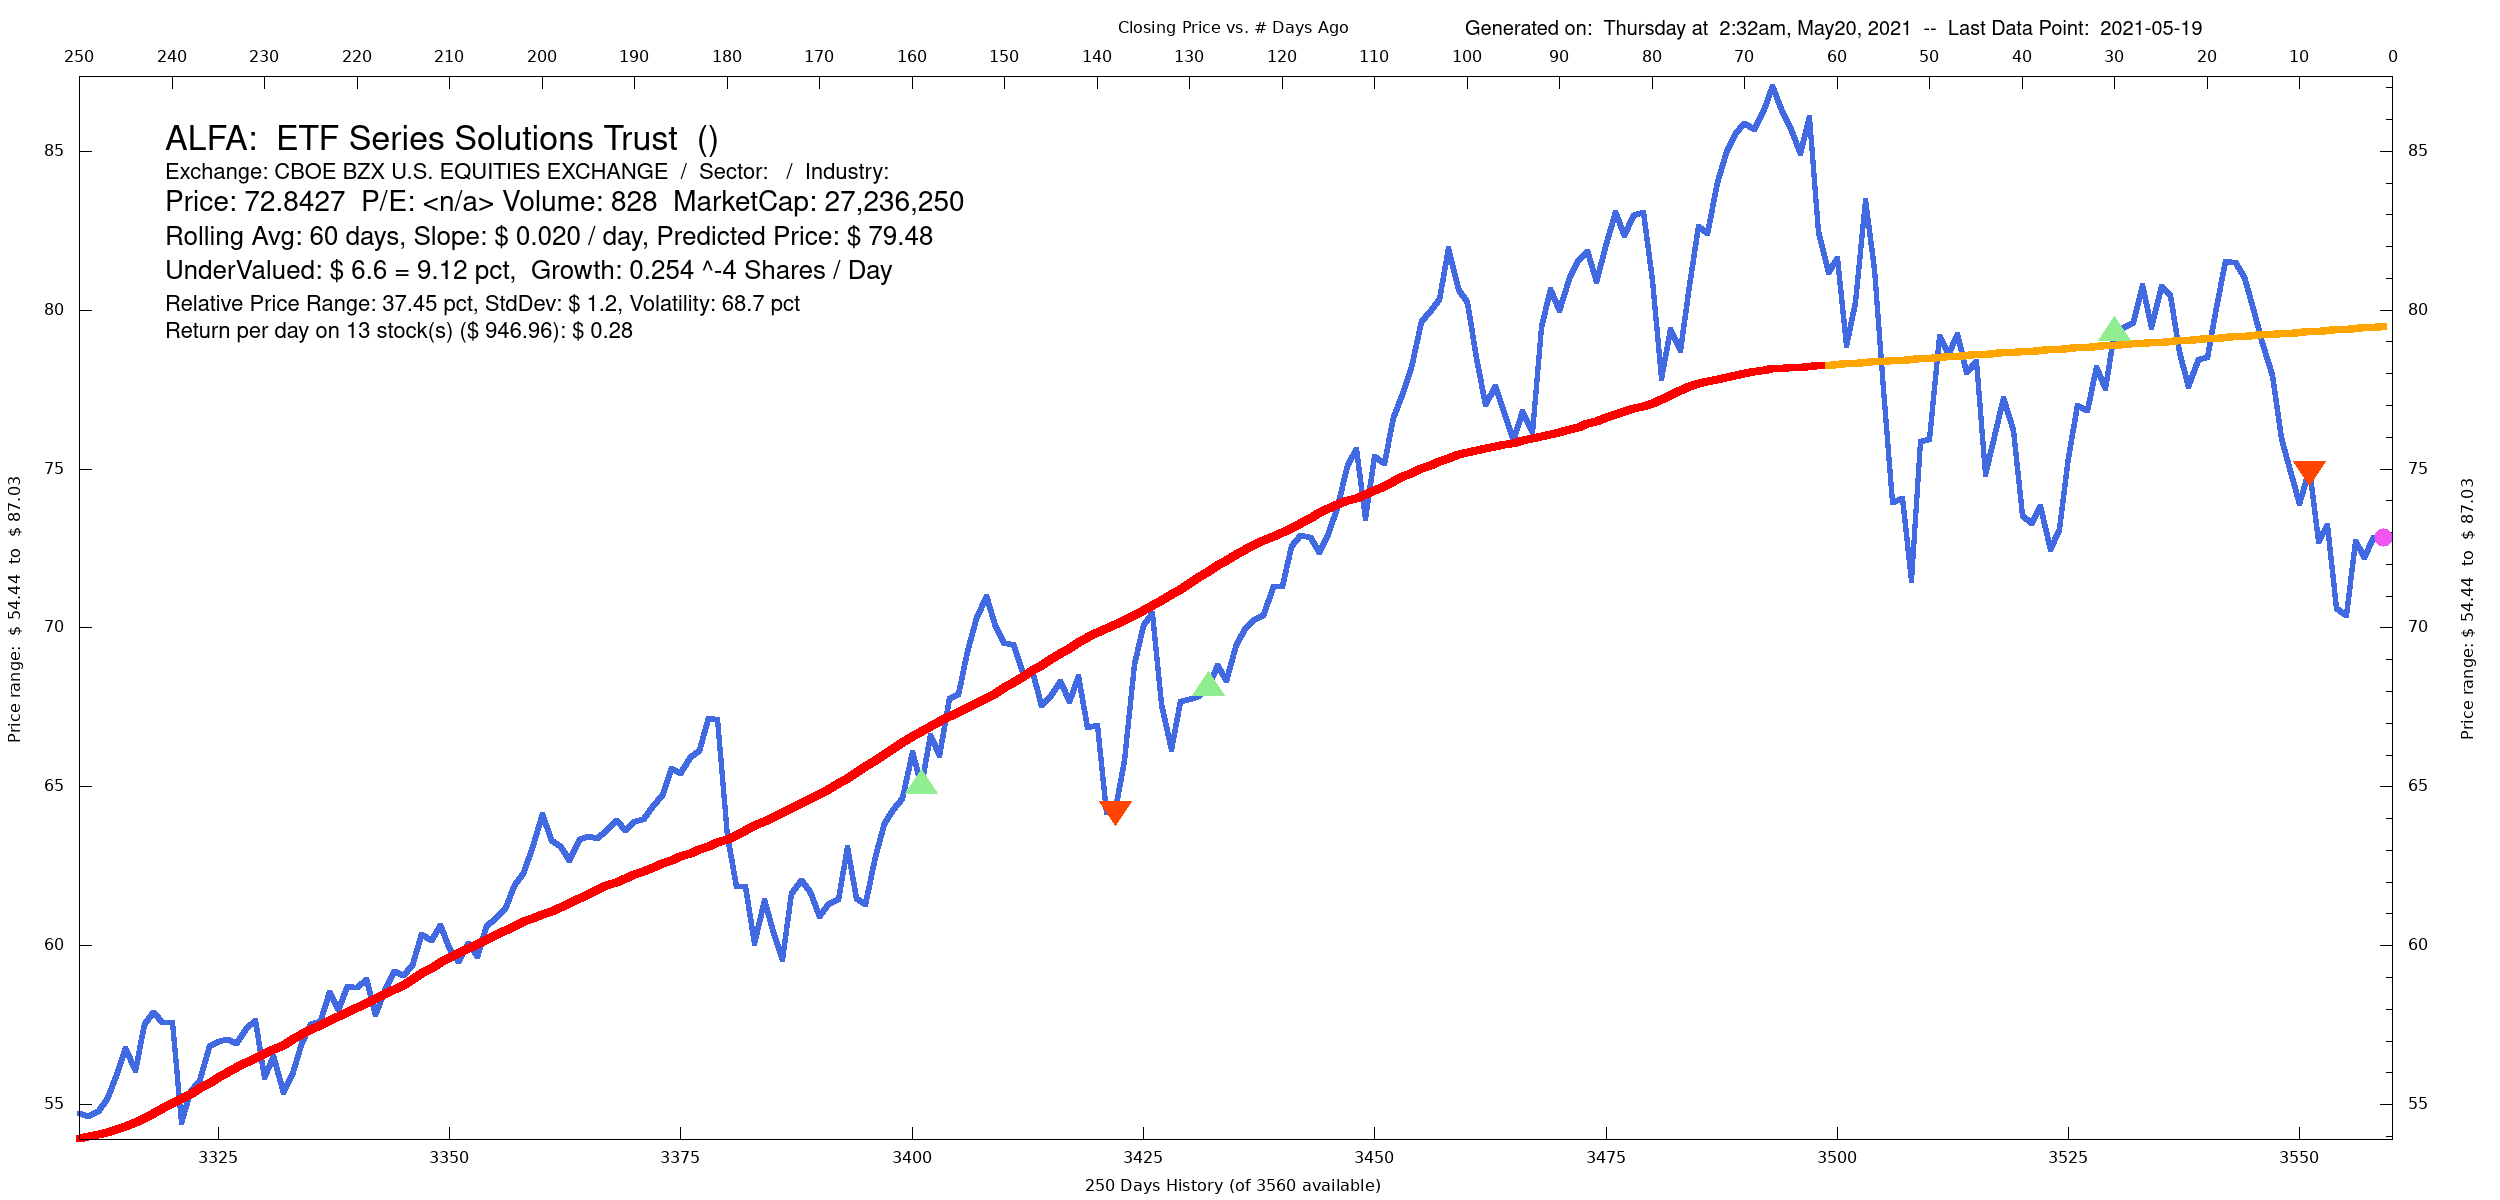 Closing Price vs. # Days Ago
Generated on:  Thursday at  2:32am, May20, 2021  --  Last Data Point:  2021-05-19
250 240 230 220 210 200 190 180 170 160 150 140 130 120 110 100 90 80 70 60 50 40 30 20 10 0
ALFA:  ETF Series Solutions Trust  ()
Exchange: CBOE BZX U.S. EQUITIES EXCHANGE  /  Sector:   /  Industry:
Price: 72.8427  P/E: <n/a> Volume: 828  MarketCap: 27,236,250
Rolling Avg: 60 days, Slope: $ 0.020 / day, Predicted Price: $ 79.48
UnderValued: $ 6.6 = 9.12 pct,  Growth: 0.254 ^-4 Shares / Day
Relative Price Range: 37.45 pct, StdDev: $ 1.2, Volatility: 68.7 pct
Return per day on 13 stock(s) ($ 946.96): $ 0.28
85 85
80 80
75 75
70 70
65 65
60 60
55 55
Price range: $ 54.44  to  $ 87.03
Price range: $ 54.44  to  $ 87.03
3325 3350 3375 3400 3425 3450 3475 3500 3525 3550
250 Days History (of 3560 available)